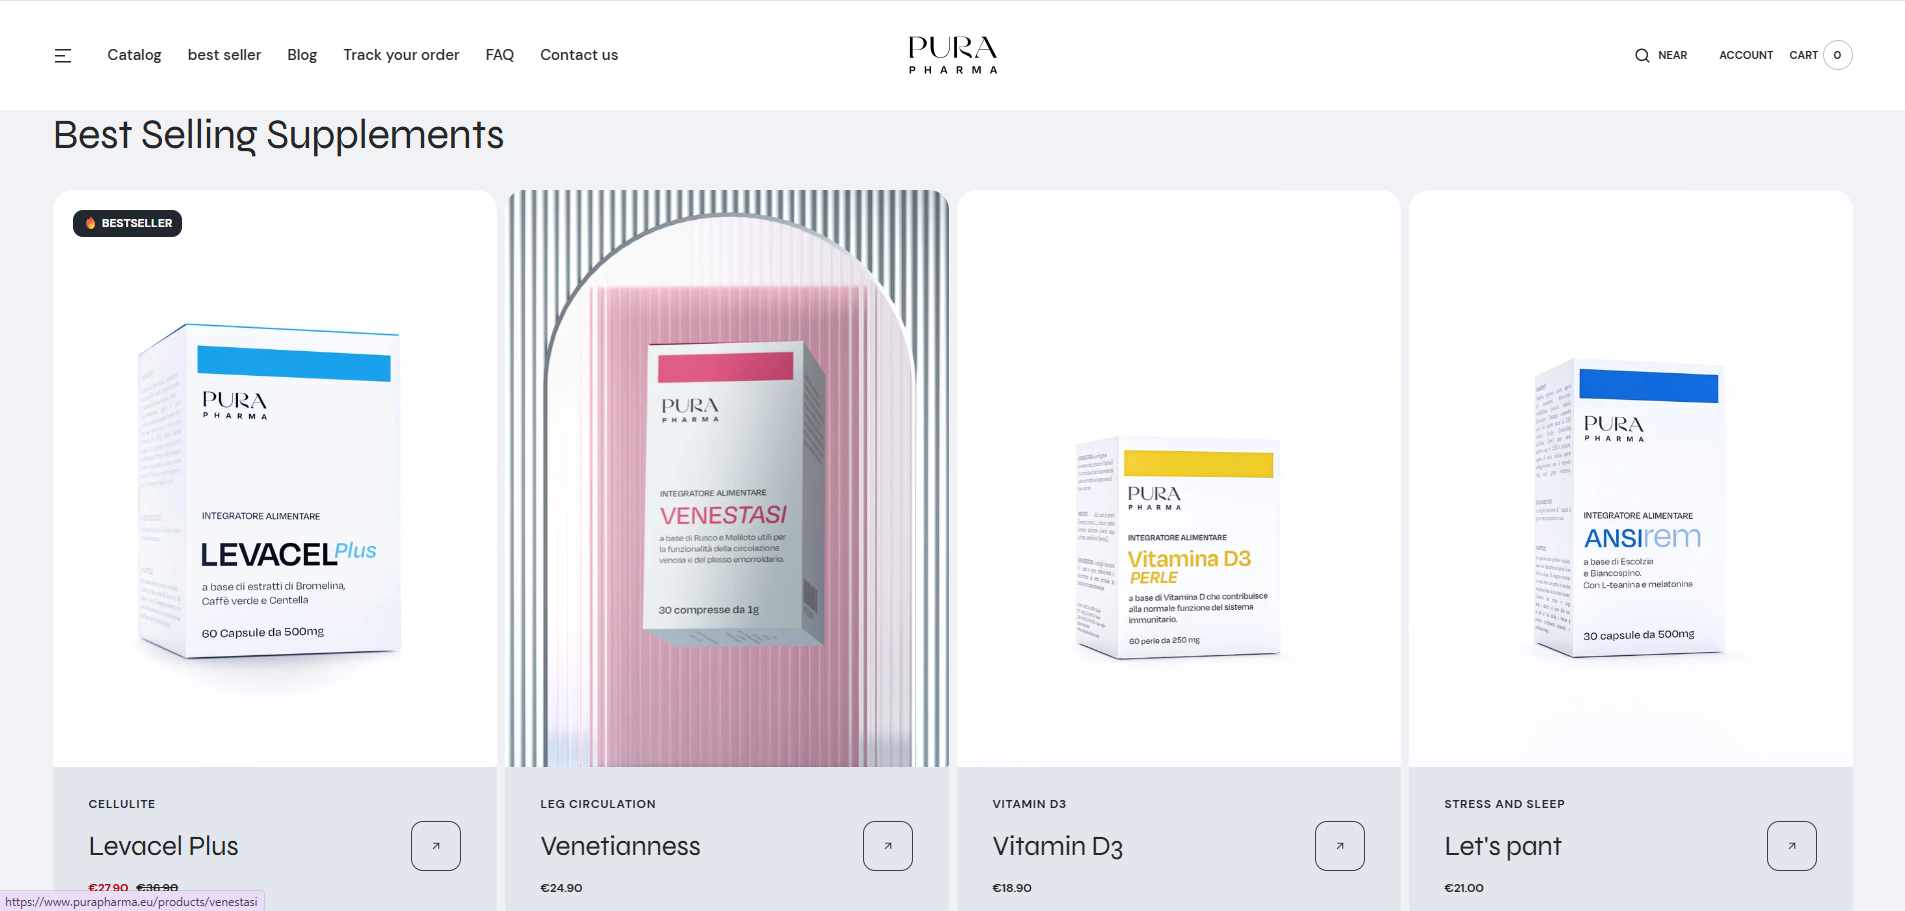 Catalog best seller Blog Track your order FAQ Contact us
PURA
PHARMA
NEAR ACCOUNT CART 0
Best Selling Supplements
🔥 BESTSELLER
PURA
PHARMA
INTEGRATORE ALIMENTARE
LEVACEL Plus
a base di estratti di Bromelina,
Caffè verde e Centella
60 Capsule da 500mg
CELLULITE
Levacel Plus
€27.90 €36.90
PURA
PHARMA
INTEGRATORE ALIMENTARE
VENESTASI
a base di Rusco e Meliloto utili per
la funzionalità della circolazione
venosa e del plesso emorroidario.
30 compresse da 1g
LEG CIRCULATION
Venetianness
€24.90
PURA
PHARMA
INTEGRATORE ALIMENTARE
Vitamina D3
PERLE
a base di Vitamina D che contribuisce
alla normale funzione del sistema
immunitario.
60 perle da 250 mg
VITAMIN D3
Vitamin D3
€18.90
PURA
PHARMA
INTEGRATORE ALIMENTARE
ANSIrem
a base di Escolzia
e Biancospino.
Con L-teanina e melatonina
30 capsule da 500mg
STRESS AND SLEEP
Let's pant
€21.00
https://www.purapharma.eu/products/venestasi